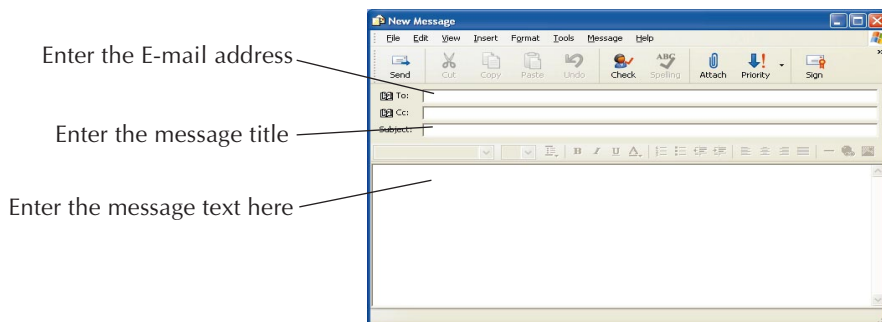 New Message
File Edit View Insert Format Tools Message Help
Enter the E-mail address
Send Cut Copy Paste Undo Check ABC Spelling Attach Priority Sign
To:
Cc:
Enter the message title
Subject:
B I U A
Enter the message text here